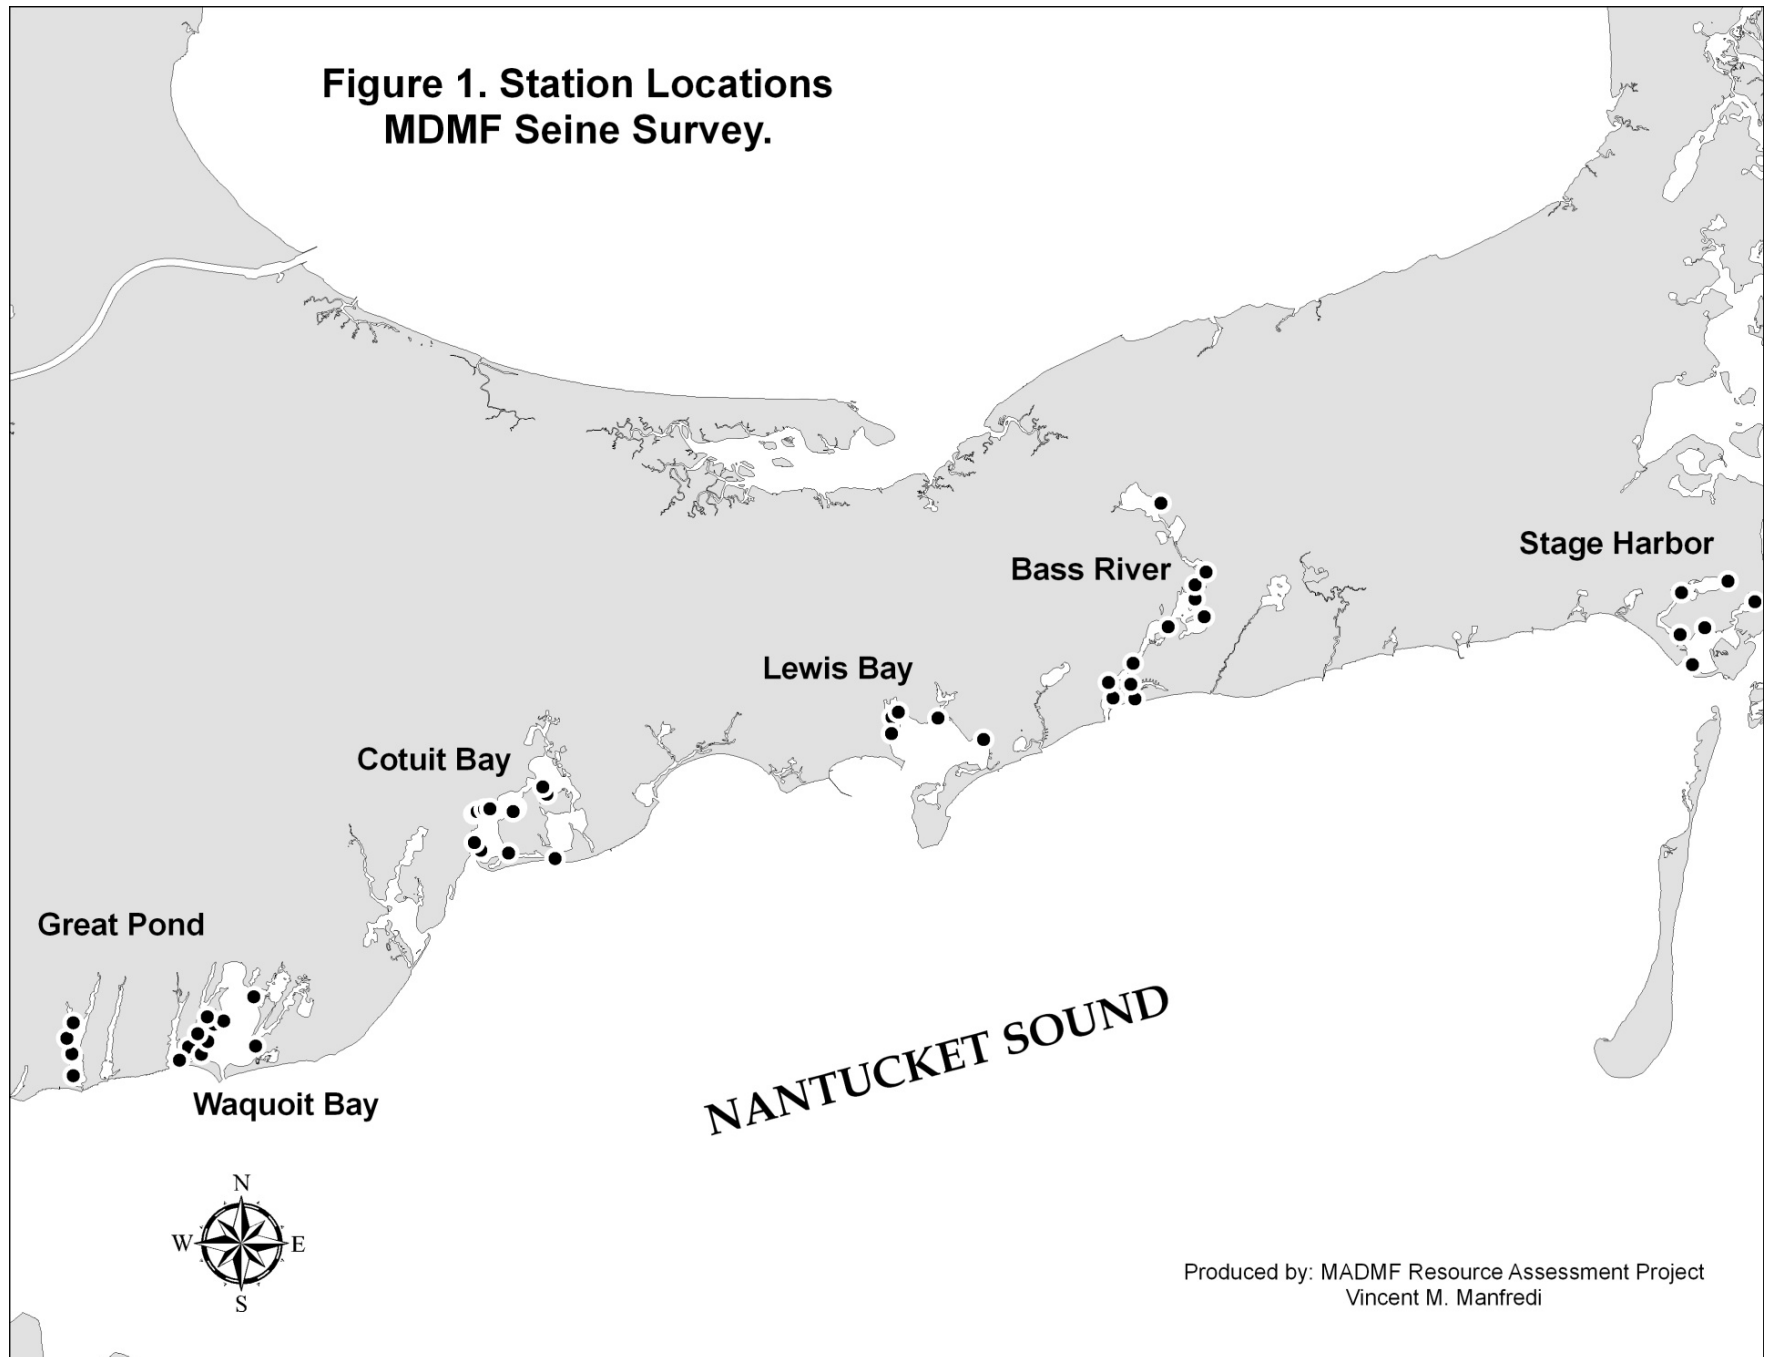 Figure 1. Station Locations
MDMF Seine Survey.
Stage Harbor
Bass River
Lewis Bay
Cotuit Bay
Great Pond
NANTUCKET SOUND
Waquoit Bay
N
W E
S
Produced by: MADMF Resource Assessment Project
Vincent M. Manfredi